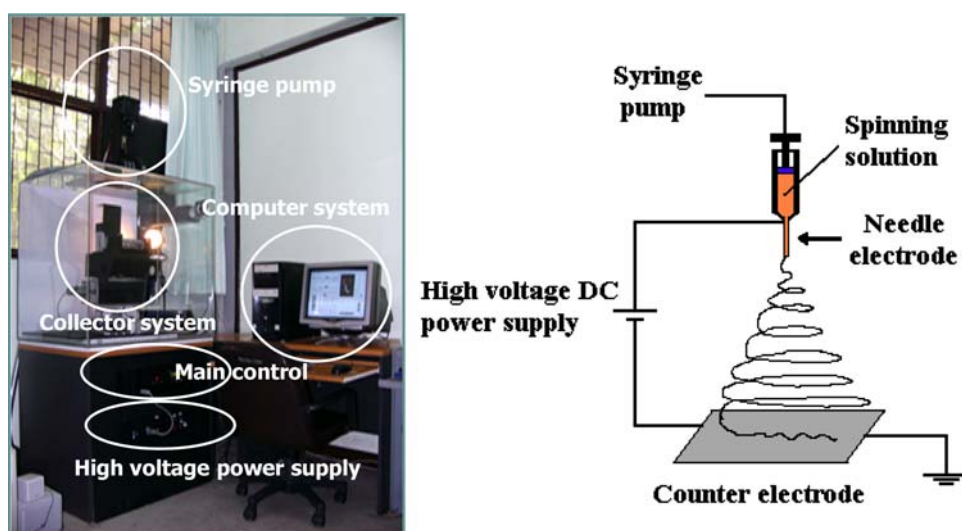 Syringe pump
Computer system
Collector system
Main control
High voltage power supply
Syringe
pump
Spinning
solution
Needle
electrode
High voltage DC
power supply
Counter electrode